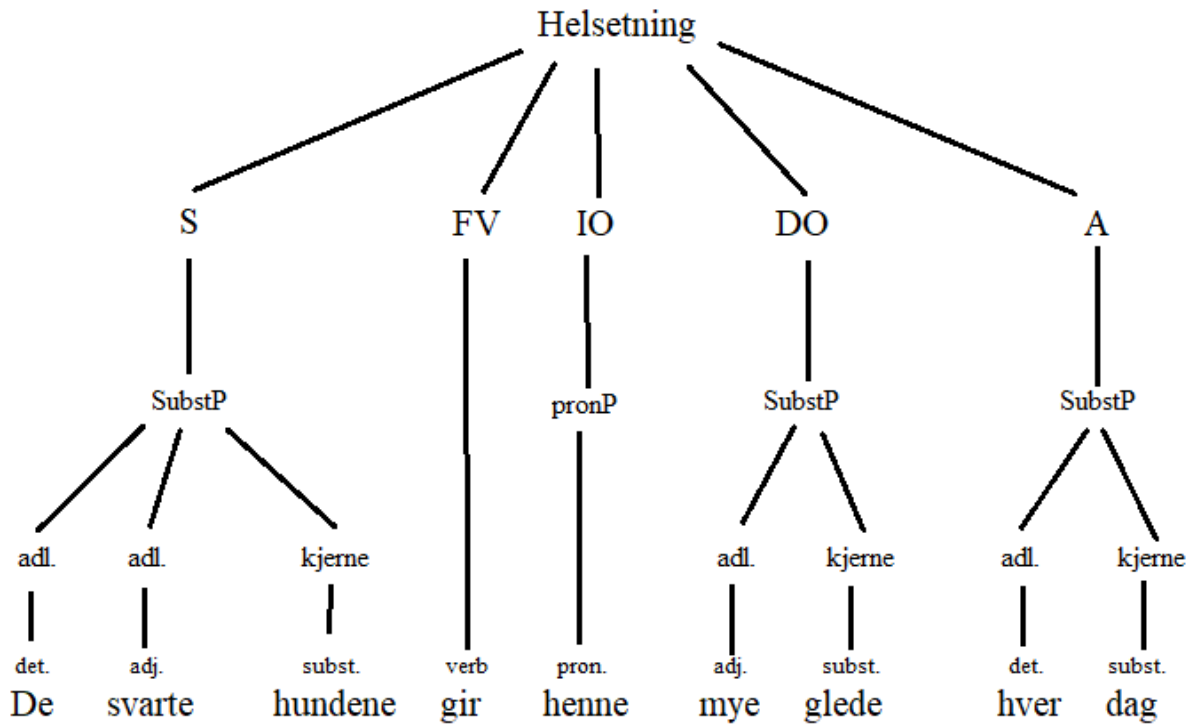 Helsetning
S FV IO DO A
SubstP pronP SubstP SubstP
adl. adl. kjerne adl. kjerne adl. kjerne
det. adj. subst. verb pron. adj. subst. det. subst.
De svarte hundene gir henne mye glede hver dag